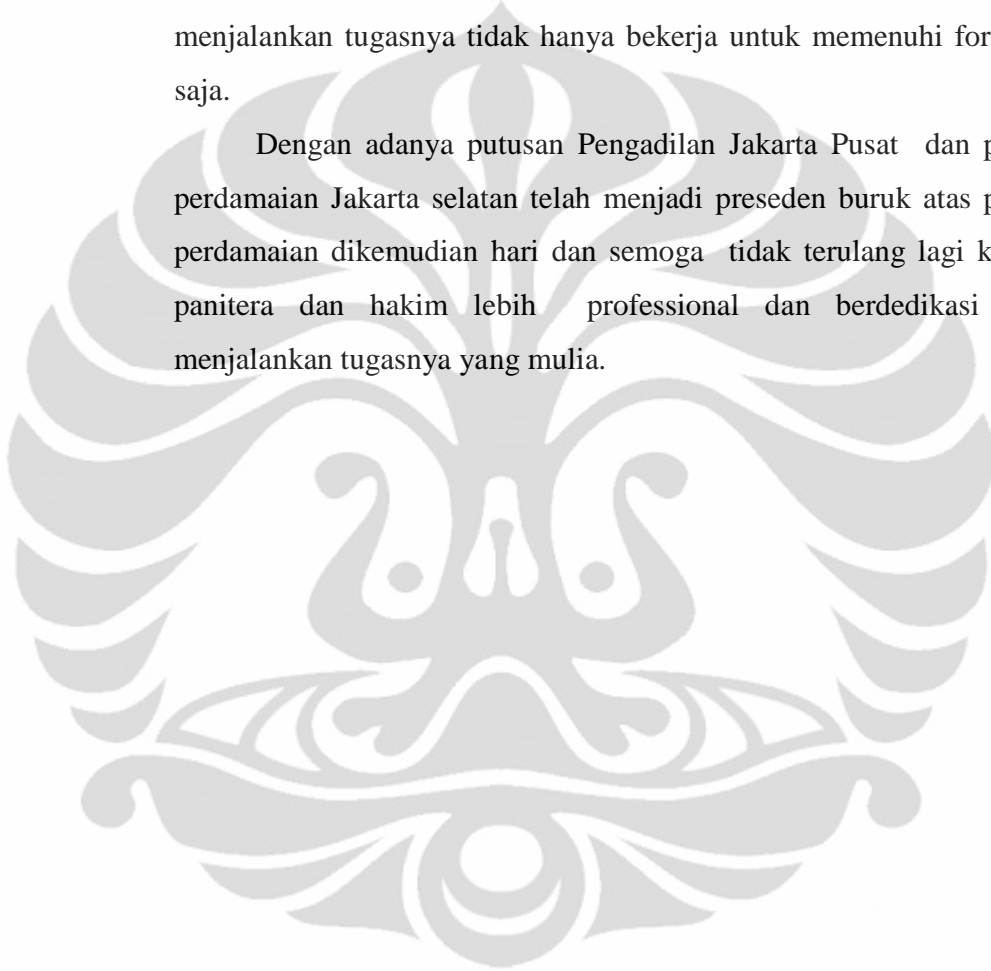 menjalankan tugasnya tidak hanya bekerja untuk memenuhi for
saja.
Dengan adanya putusan Pengadilan Jakarta Pusat dan p
perdamaian Jakarta selatan telah menjadi preseden buruk atas p
perdamaian dikemudian hari dan semoga tidak terulang lagi k
panitera dan hakim lebih professional dan berdedikasi
menjalankan tugasnya yang mulia.